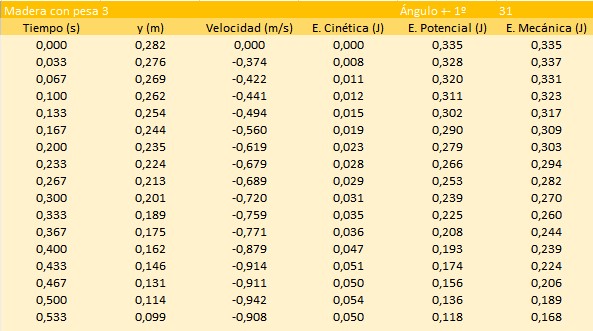 Madera con pesa 3 Ángulo +- 1º 31
Tiempo (s) y (m) Velocidad (m/s) E. Cinética (J) E. Potencial (J) E. Mecánica (J)
0,000 0,282 0,000 0,000 0,335 0,335
0,033 0,276 -0,374 0,008 0,328 0,337
0,067 0,269 -0,422 0,011 0,320 0,331
0,100 0,262 -0,441 0,012 0,311 0,323
0,133 0,254 -0,494 0,015 0,302 0,317
0,167 0,244 -0,560 0,019 0,290 0,309
0,200 0,235 -0,619 0,023 0,279 0,303
0,233 0,224 -0,679 0,028 0,266 0,294
0,267 0,213 -0,689 0,029 0,253 0,282
0,300 0,201 -0,720 0,031 0,239 0,270
0,333 0,189 -0,759 0,035 0,225 0,260
0,367 0,175 -0,771 0,036 0,208 0,244
0,400 0,162 -0,879 0,047 0,193 0,239
0,433 0,146 -0,914 0,051 0,174 0,224
0,467 0,131 -0,911 0,050 0,156 0,206
0,500 0,114 -0,942 0,054 0,136 0,189
0,533 0,099 -0,908 0,050 0,118 0,168